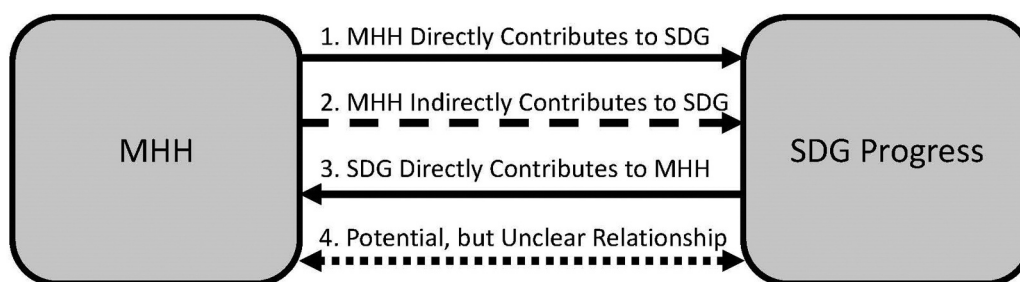 MHH
1. MHH Directly Contributes to SDG
2. MHH Indirectly Contributes to SDG
3. SDG Directly Contributes to MHH
4. Potential, but Unclear Relationship
SDG Progress